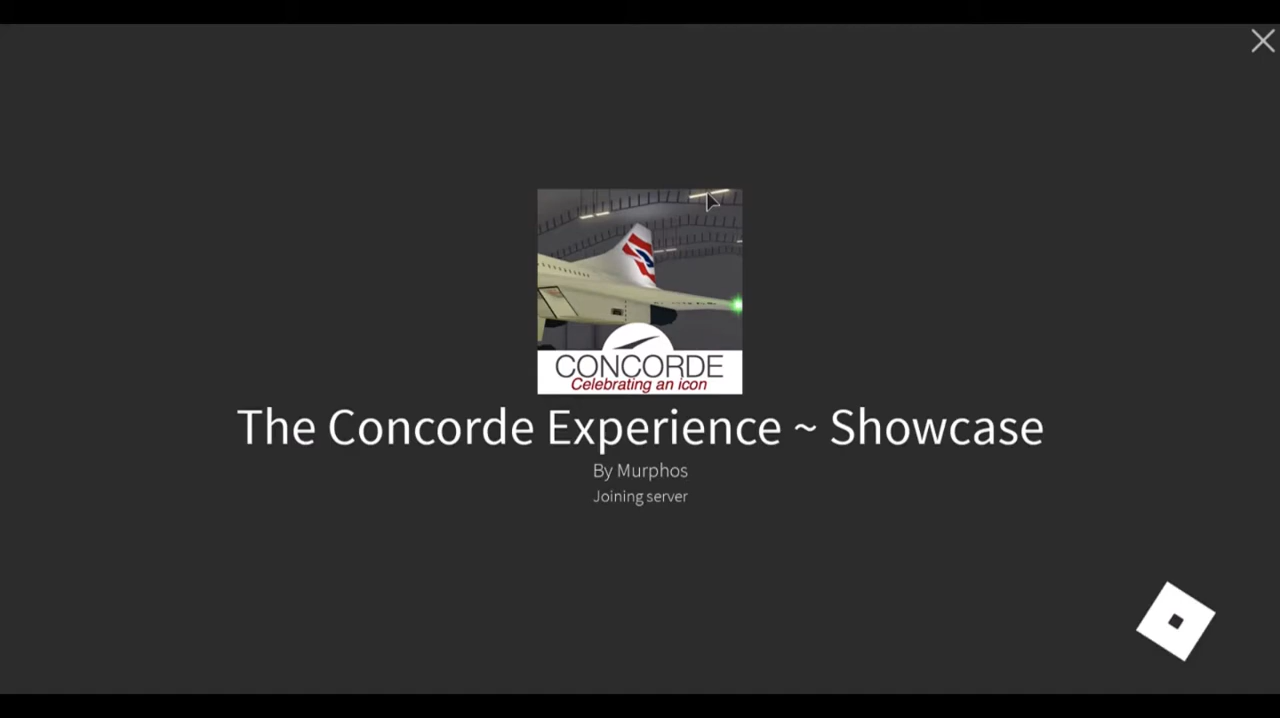 CONCORDE
Celebrating an icon
The Concorde Experience ~ Showcase
By Murphos
Joining server